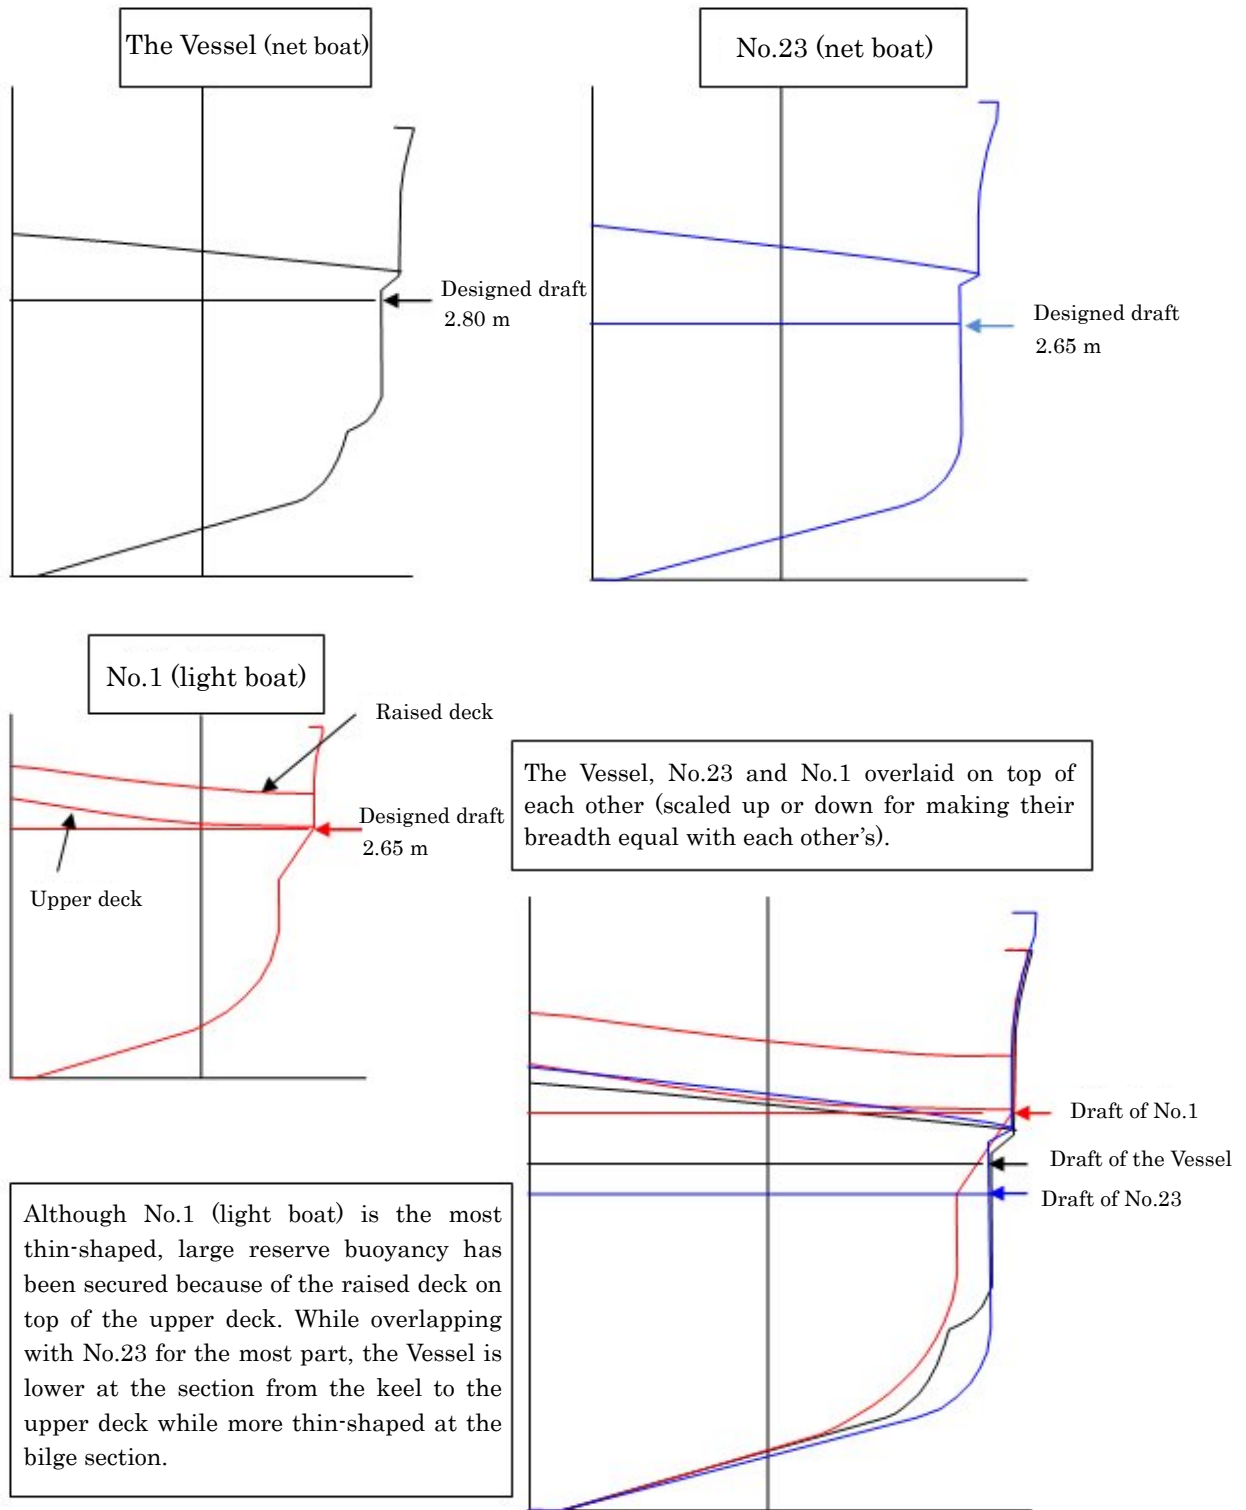 The Vessel (net boat)
No.23 (net boat)
Designed draft
2.80 m
Designed draft
2.65 m
No.1 (light boat)
Raised deck
Designed draft
2.65 m
Upper deck
The Vessel, No.23 and No.1 overlaid on top of
each other (scaled up or down for making their
breadth equal with each other’s).
Draft of No.1
Draft of the Vessel
Draft of No.23
Although No.1 (light boat) is the most
thin-shaped, large reserve buoyancy has
been secured because of the raised deck on
top of the upper deck. While overlapping
with No.23 for the most part, the Vessel is
lower at the section from the keel to the
upper deck while more thin-shaped at the
bilge section.